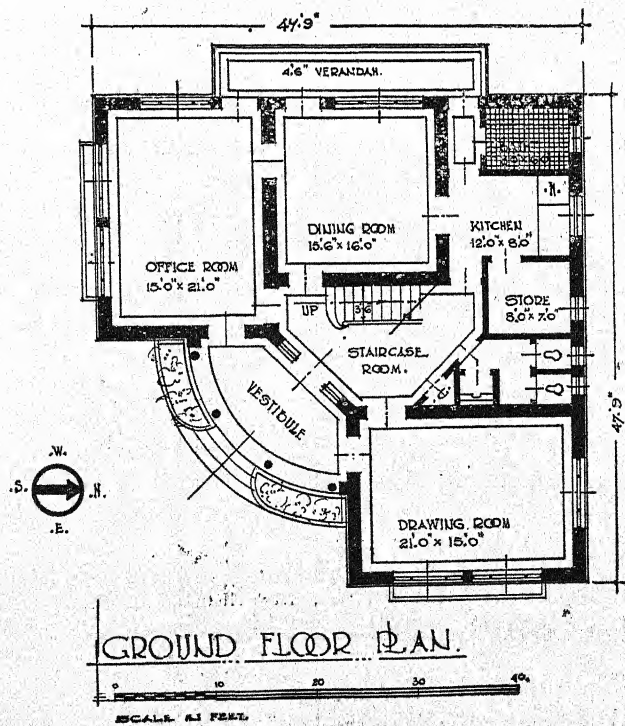 47'.9"
4'.6" VERANDAH.
DINING ROOM
15'.6" x 16'.0"
KITCHEN
12'.0" x 8'.0"
.K.
OFFICE ROOM
15'.0" x 21'.0"
STORE
8'.0" x 7'.0"
UP
3'.6"
STAIRCASE
ROOM.
VESTIBULE
47'.9"
.W.
.S.
.N.
.E.
DRAWING ROOM
21'.0" x 15'.0"
GROUND FLOOR PLAN.
0 10 20 30 40.
SCALE IN FEET.